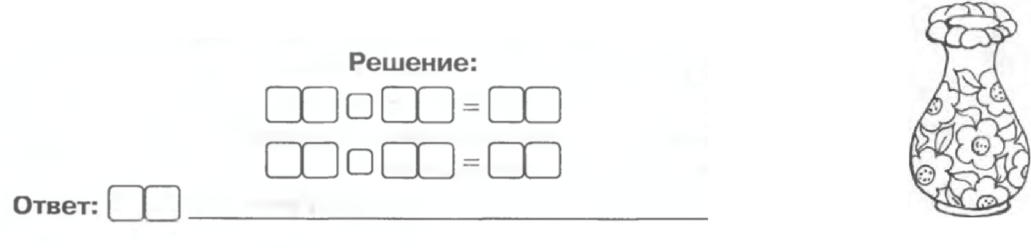 Решение:
=
=
Ответ: